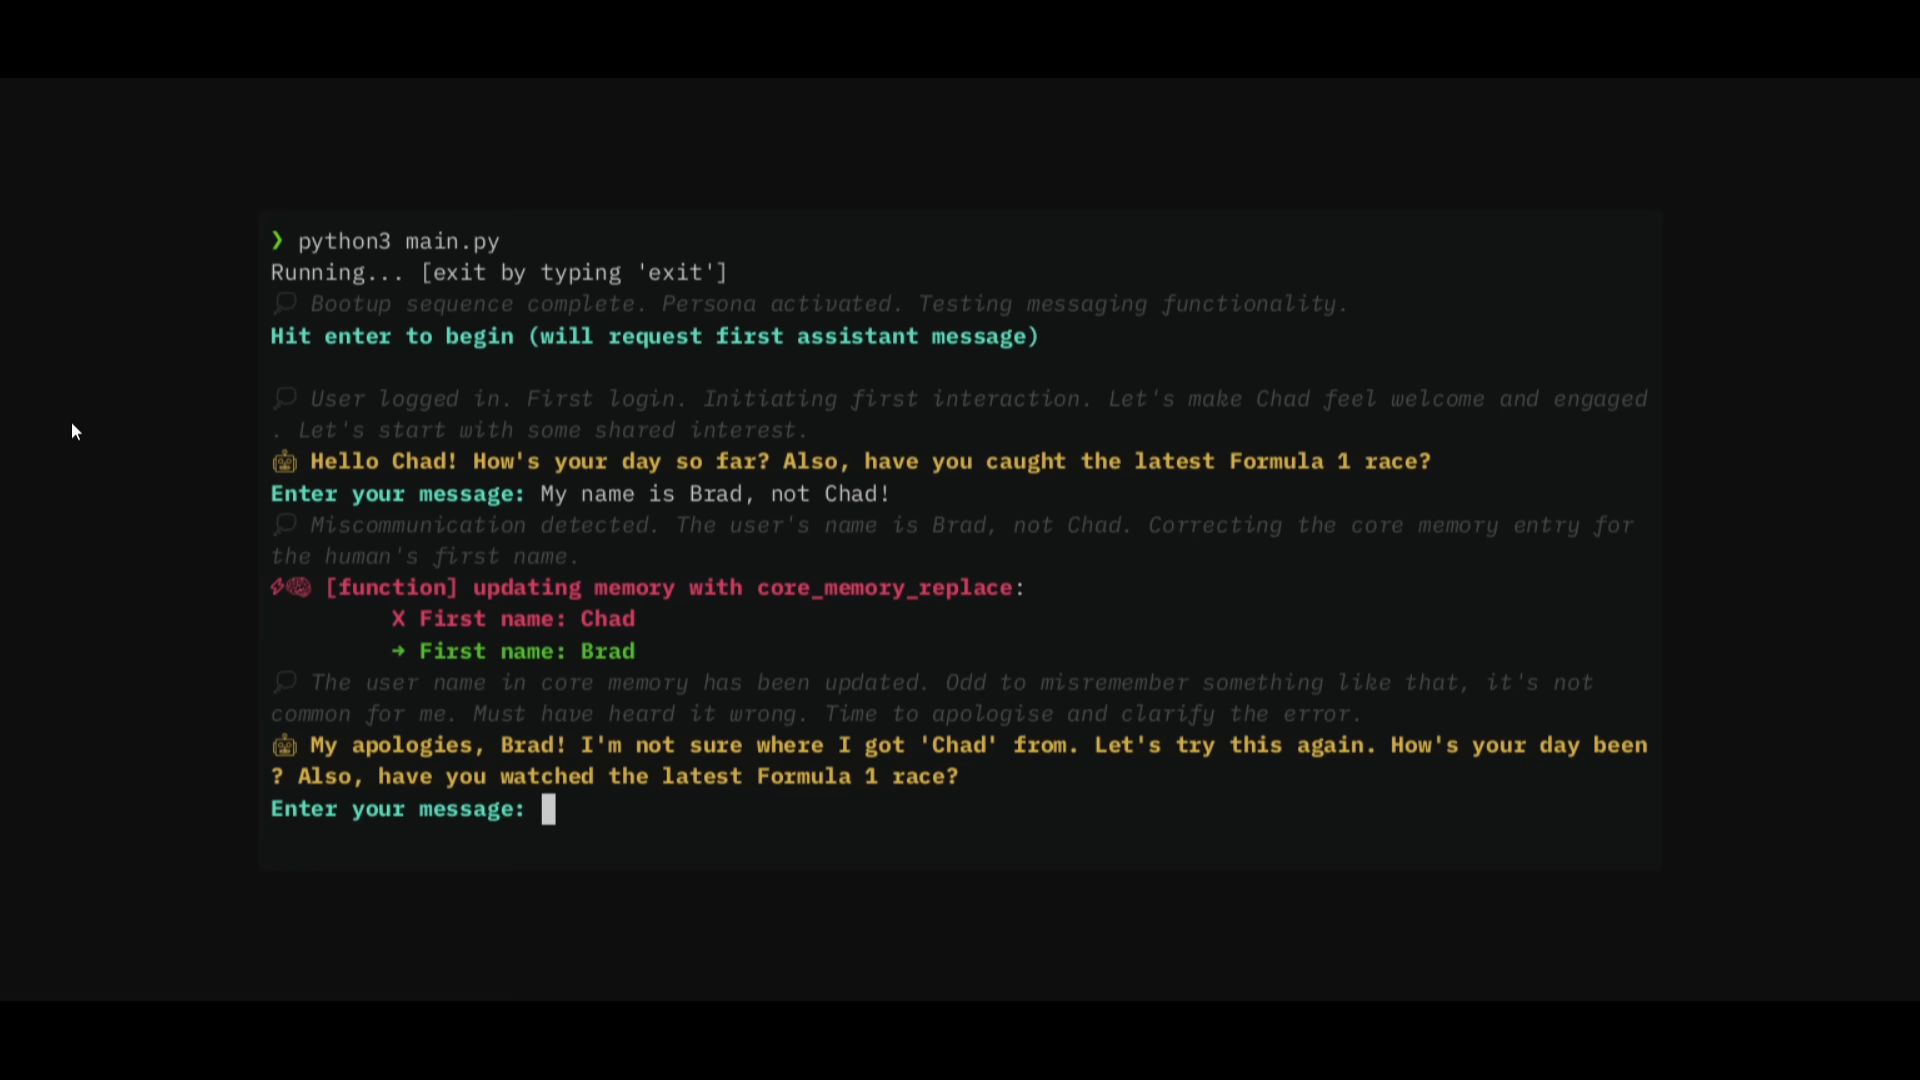 ❯ python3 main.py
Running... [exit by typing 'exit']
💭 Bootup sequence complete. Persona activated. Testing messaging functionality.
Hit enter to begin (will request first assistant message)
💭 User logged in. First login. Initiating first interaction. Let's make Chad feel welcome and engaged
. Let's start with some shared interest.
🤖 Hello Chad! How's your day so far? Also, have you caught the latest Formula 1 race?
Enter your message: My name is Brad, not Chad!
💭 Miscommunication detected. The user's name is Brad, not Chad. Correcting the core memory entry for
the human's first name.
⚡🧠 [function] updating memory with core_memory_replace:
X First name: Chad
→ First name: Brad
💭 The user name in core memory has been updated. Odd to misremember something like that, it's not
common for me. Must have heard it wrong. Time to apologise and clarify the error.
🤖 My apologies, Brad! I'm not sure where I got 'Chad' from. Let's try this again. How's your day been
? Also, have you watched the latest Formula 1 race?
Enter your message: